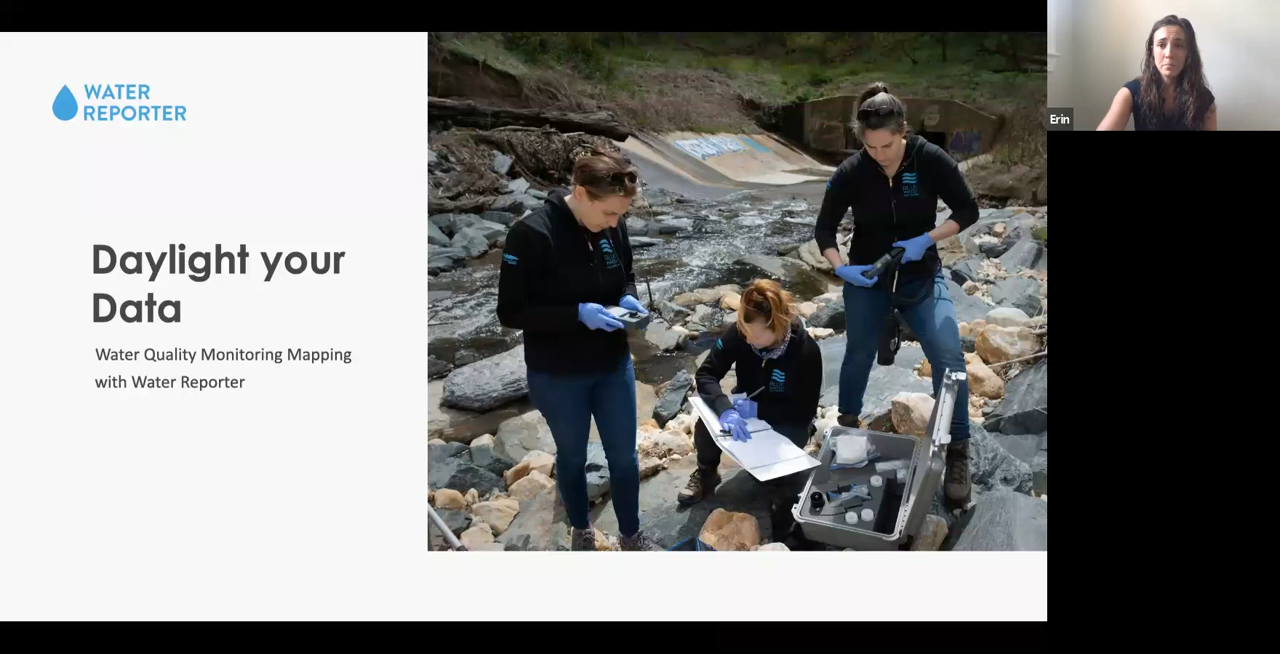 WATER
REPORTER
Daylight your
Data
Water Quality Monitoring Mapping
with Water Reporter
Erin